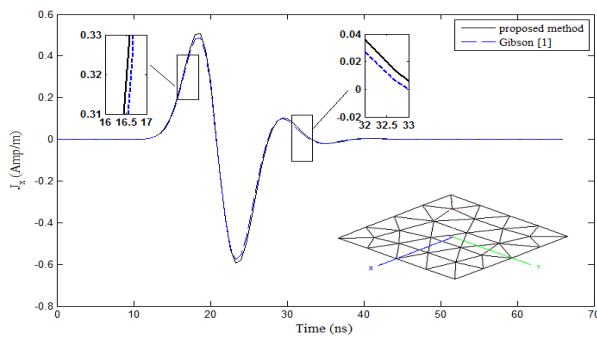 proposed method
Gibson [1]
0.33
0.32
0.31
16 16.5 17
0.04
0.02
0
-0.02
32 32.5 33
0.6
0.4
0.2
0
-0.2
-0.4
-0.6
-0.8
Jx (Amp/m)
X
Y
0 10 20 30 40 50 60 70
Time (ns)